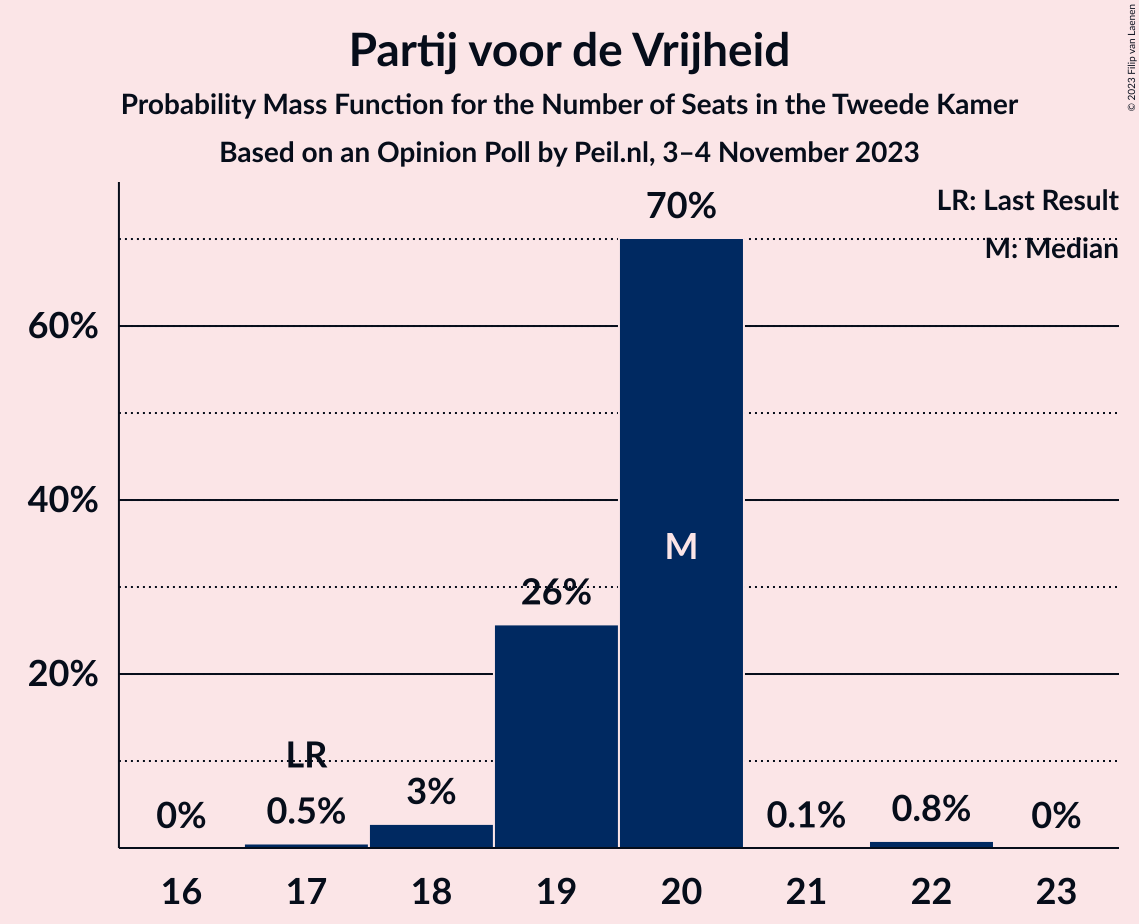 Partij voor de Vrijheid
Probability Mass Function for the Number of Seats in the Tweede Kamer
Based on an Opinion Poll by Peil.nl, 3–4 November 2023
© 2023 Filip van Laenen
LR: Last Result
M: Median
60%
40%
20%
0%
LR
0.5%
3%
26%
70%
M
0.1%
0.8%
0%
16
17
18
19
20
21
22
23